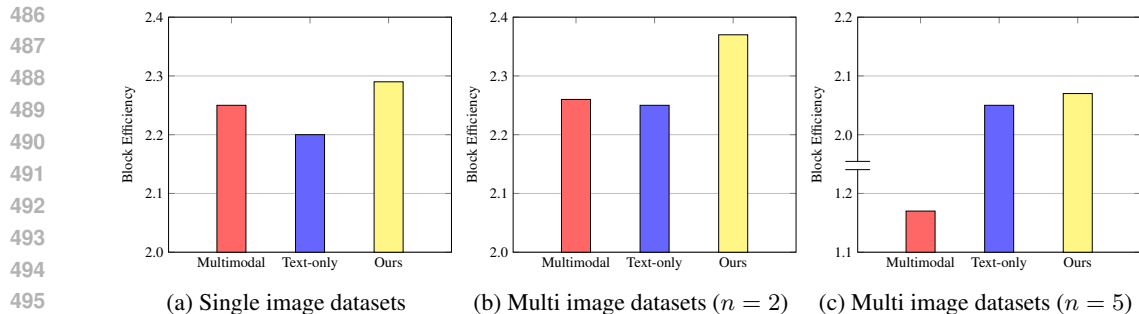 486
487
488
489
490
491
492
493
494
495
Block Efficiency
2.4
2.3
2.2
2.1
2.0
Multimodal Text-only Ours
(a) Single image datasets
Block Efficiency
2.4
2.3
2.2
2.1
2.0
Multimodal Text-only Ours
(b) Multi image datasets (n = 2)
Block Efficiency
2.2
2.1
2.0
1.2
1.1
Multimodal Text-only Ours
(c) Multi image datasets (n = 5)